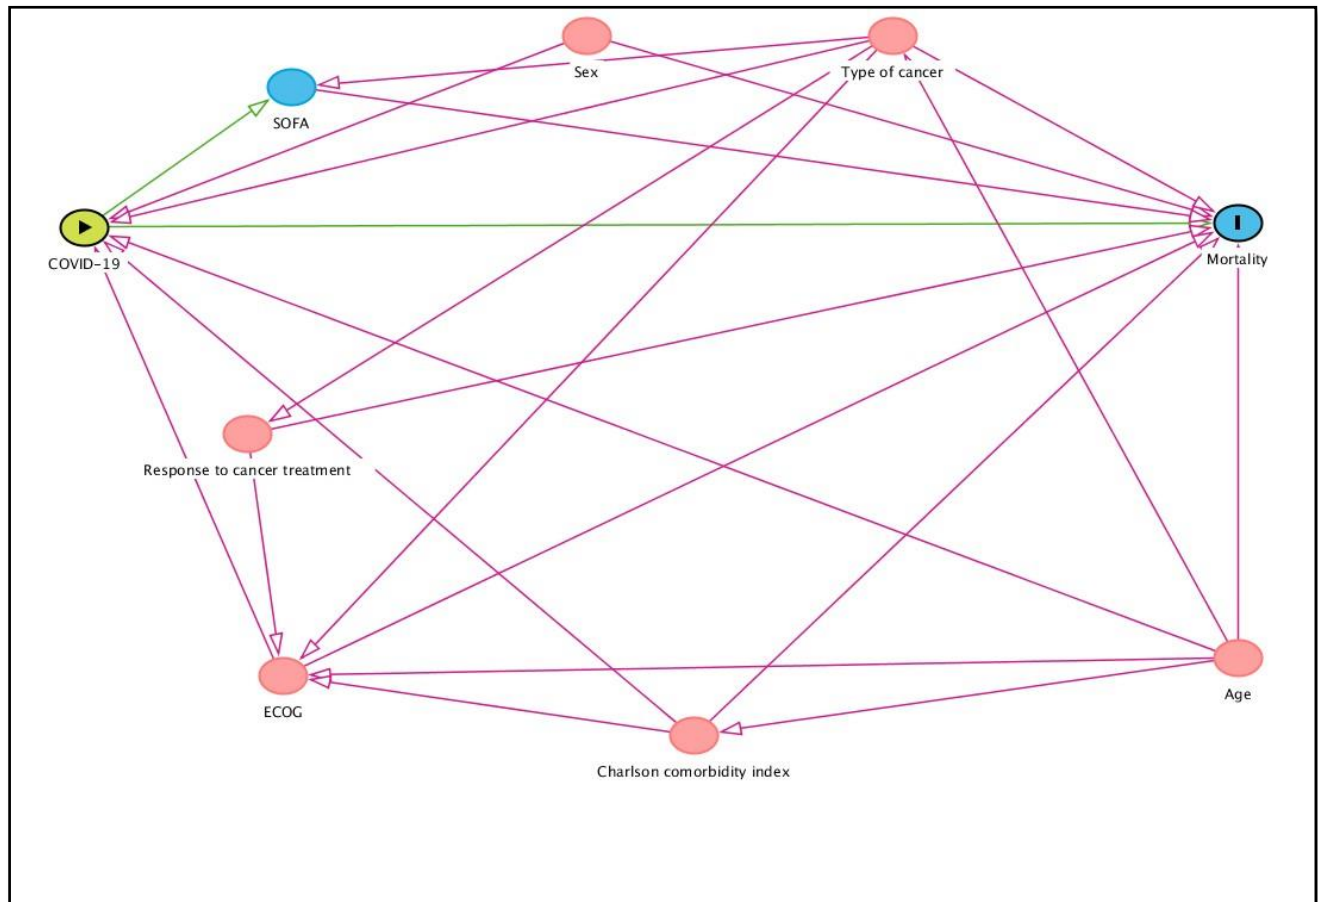 Sex
Type of cancer
SOFA
COVID-19
Mortality
Response to cancer treatment
ECOG
Age
Charlson comorbidity index